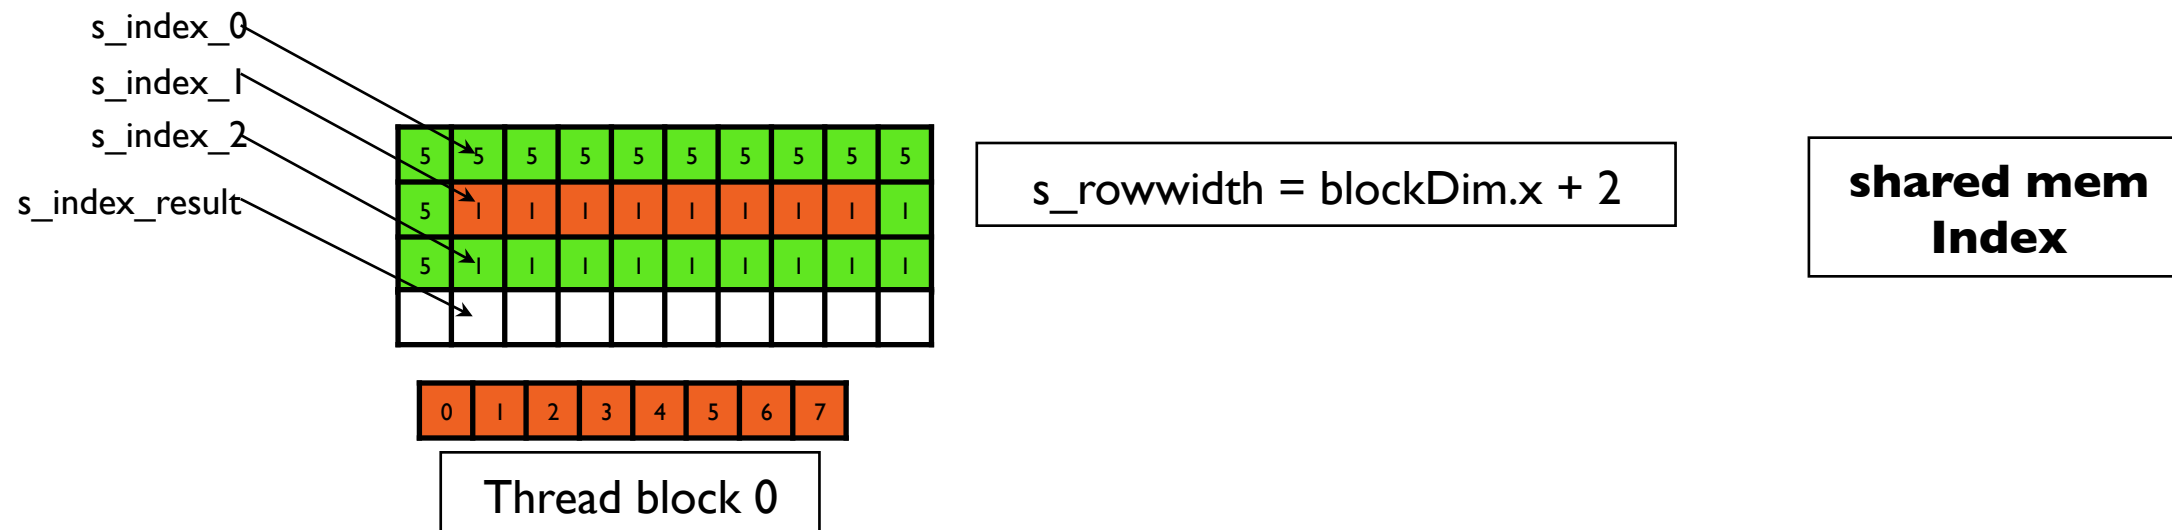 s_index_0
s_index_1
s_index_2
s_index_result
5 5 5 5 5 5 5 5 5 5
5 1 1 1 1 1 1 1 1 1
5 1 1 1 1 1 1 1 1 1
s_rowwidth = blockDim.x + 2
shared mem
Index
0 1 2 3 4 5 6 7
Thread block 0